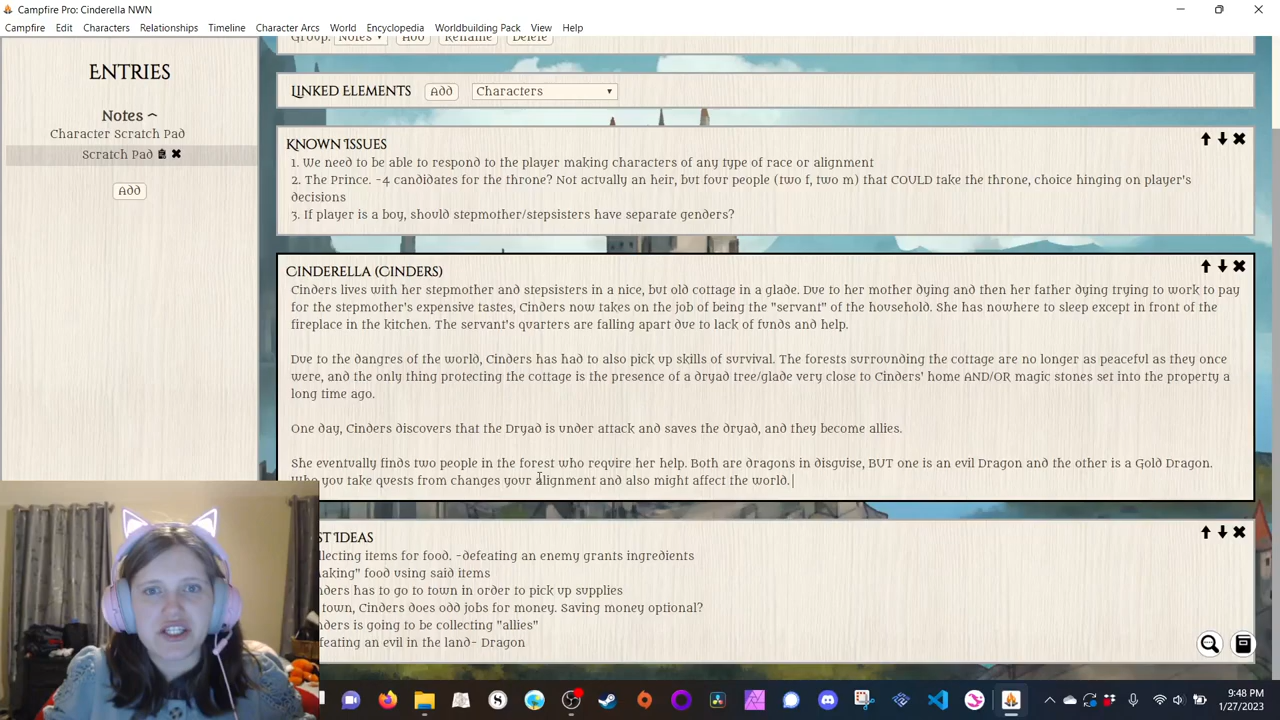 Campfire Pro: Cinderella NWN
Campfire Edit Characters Relationships Timeline Character Arcs World Encyclopedia Worldbuilding Pack View Help
Group: Notes Add Rename Delete
Entries
Notes
Character Scratch Pad
Scratch Pad
Add
Linked Elements Add Characters
Known Issues
1. We need to be able to respond to the player making characters of any type of race or alignment
2. The Prince. -4 candidates for the throne? Not actually an heir, but four people (two f, two m) that COULD take the throne, choice hinging on player's
decisions
3. If player is a boy, should stepmother/stepsisters have separate genders?
Cinderella (Cinders)
Cinders lives with her stepmother and stepsisters in a nice, but old cottage in a glade. Due to her mother dying and then her father dying trying to work to pay
for the stepmother's expensive tastes, Cinders now takes on the job of being the "servant" of the household. She has nowhere to sleep except in front of the
fireplace in the kitchen. The servant's quarters are falling apart due to lack of funds and help.
Due to the dangres of the world, Cinders has had to also pick up skills of survival. The forests surrounding the cottage are no longer as peaceful as they once
were, and the only thing protecting the cottage is the presence of a dryad tree/glade very close to Cinders' home AND/OR magic stones set into the property a
long time ago.
One day, Cinders discovers that the Dryad is under attack and saves the dryad, and they become allies.
She eventually finds two people in the forest who require her help. Both are dragons in disguise, BUT one is an evil Dragon and the other is a Gold Dragon.
Who you take quests from changes your alignment and also might affect the world.
Ideas
items for food. -defeating an enemy grants ingredients
food using said items
has to go to town in order to pick up supplies
town, Cinders does odd jobs for money. Saving money optional?
is going to be collecting "allies"
an evil in the land- Dragon
9:48 PM
1/27/2023